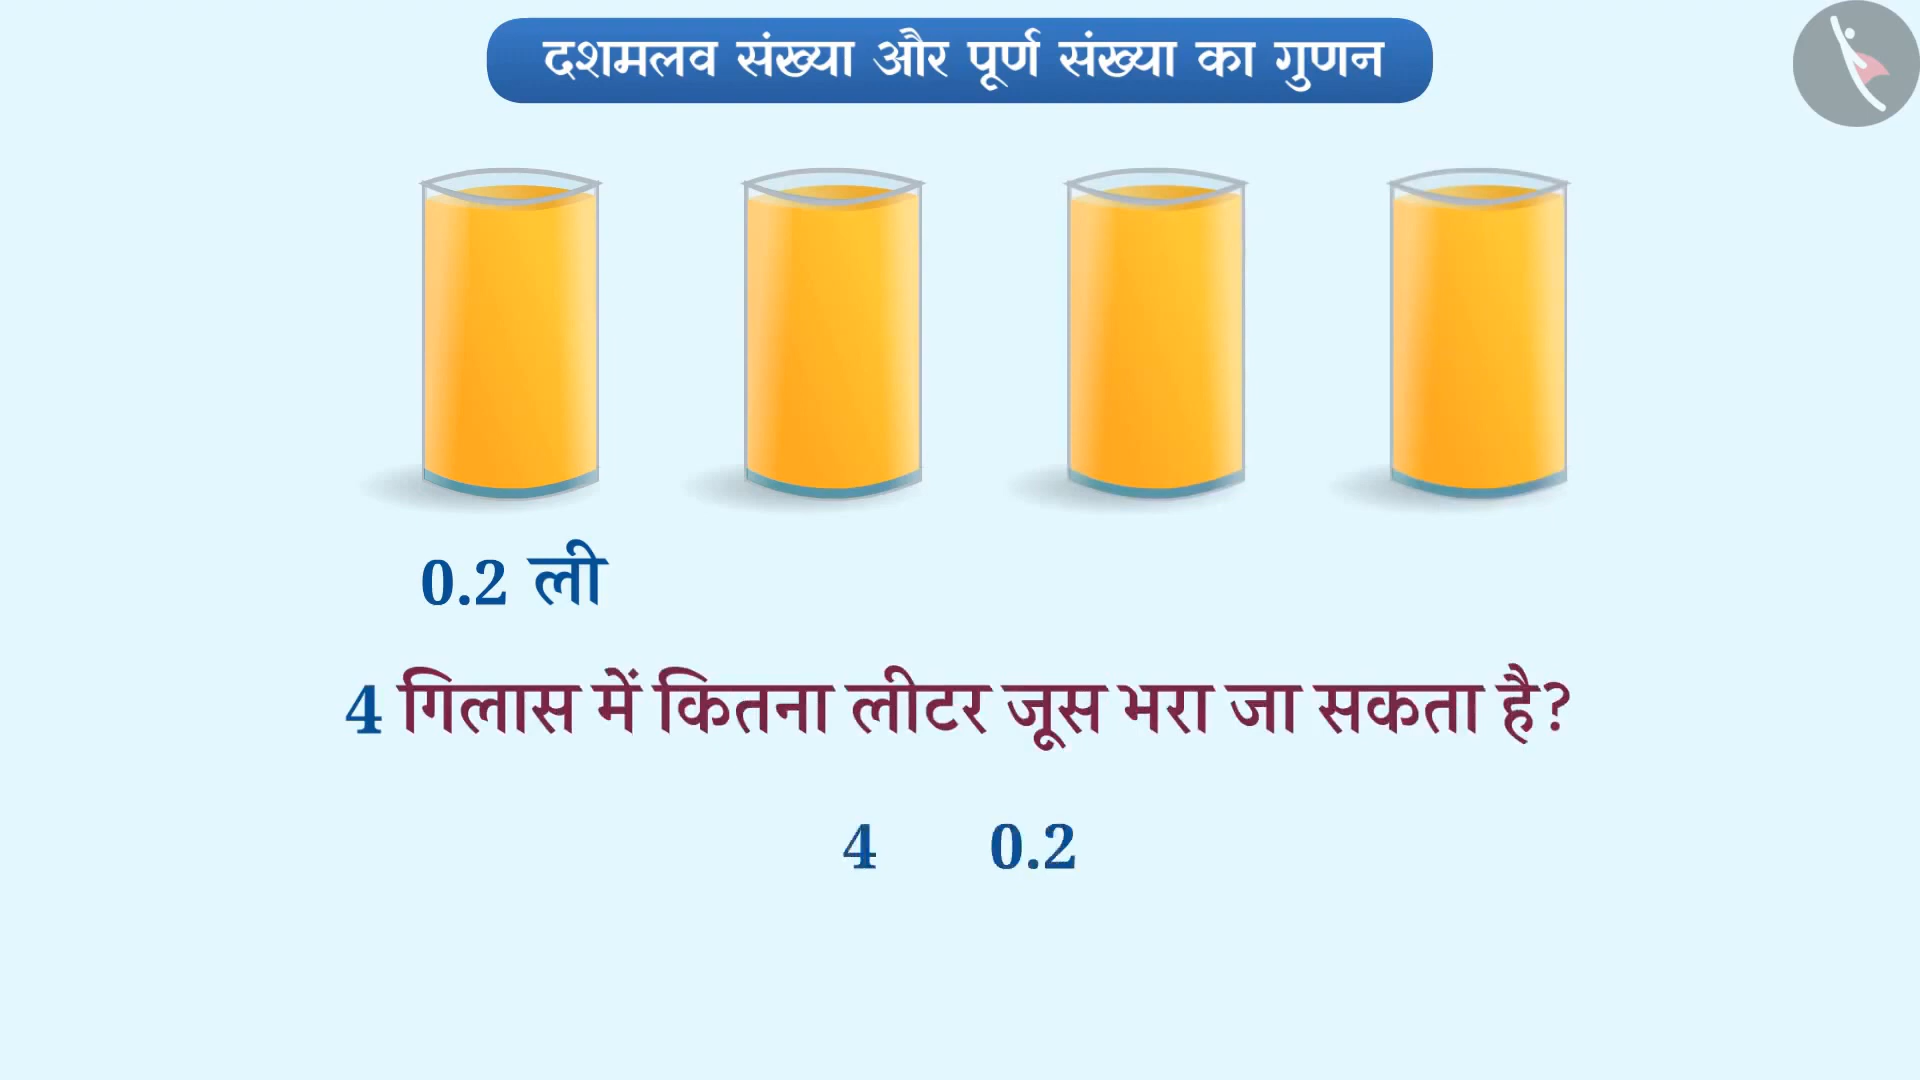 दशमलव संख्या और पूर्ण संख्या का गुणन
0.2 ली
4 गिलास में कितना लीटर जूस भरा जा सकता है?
4 0.2